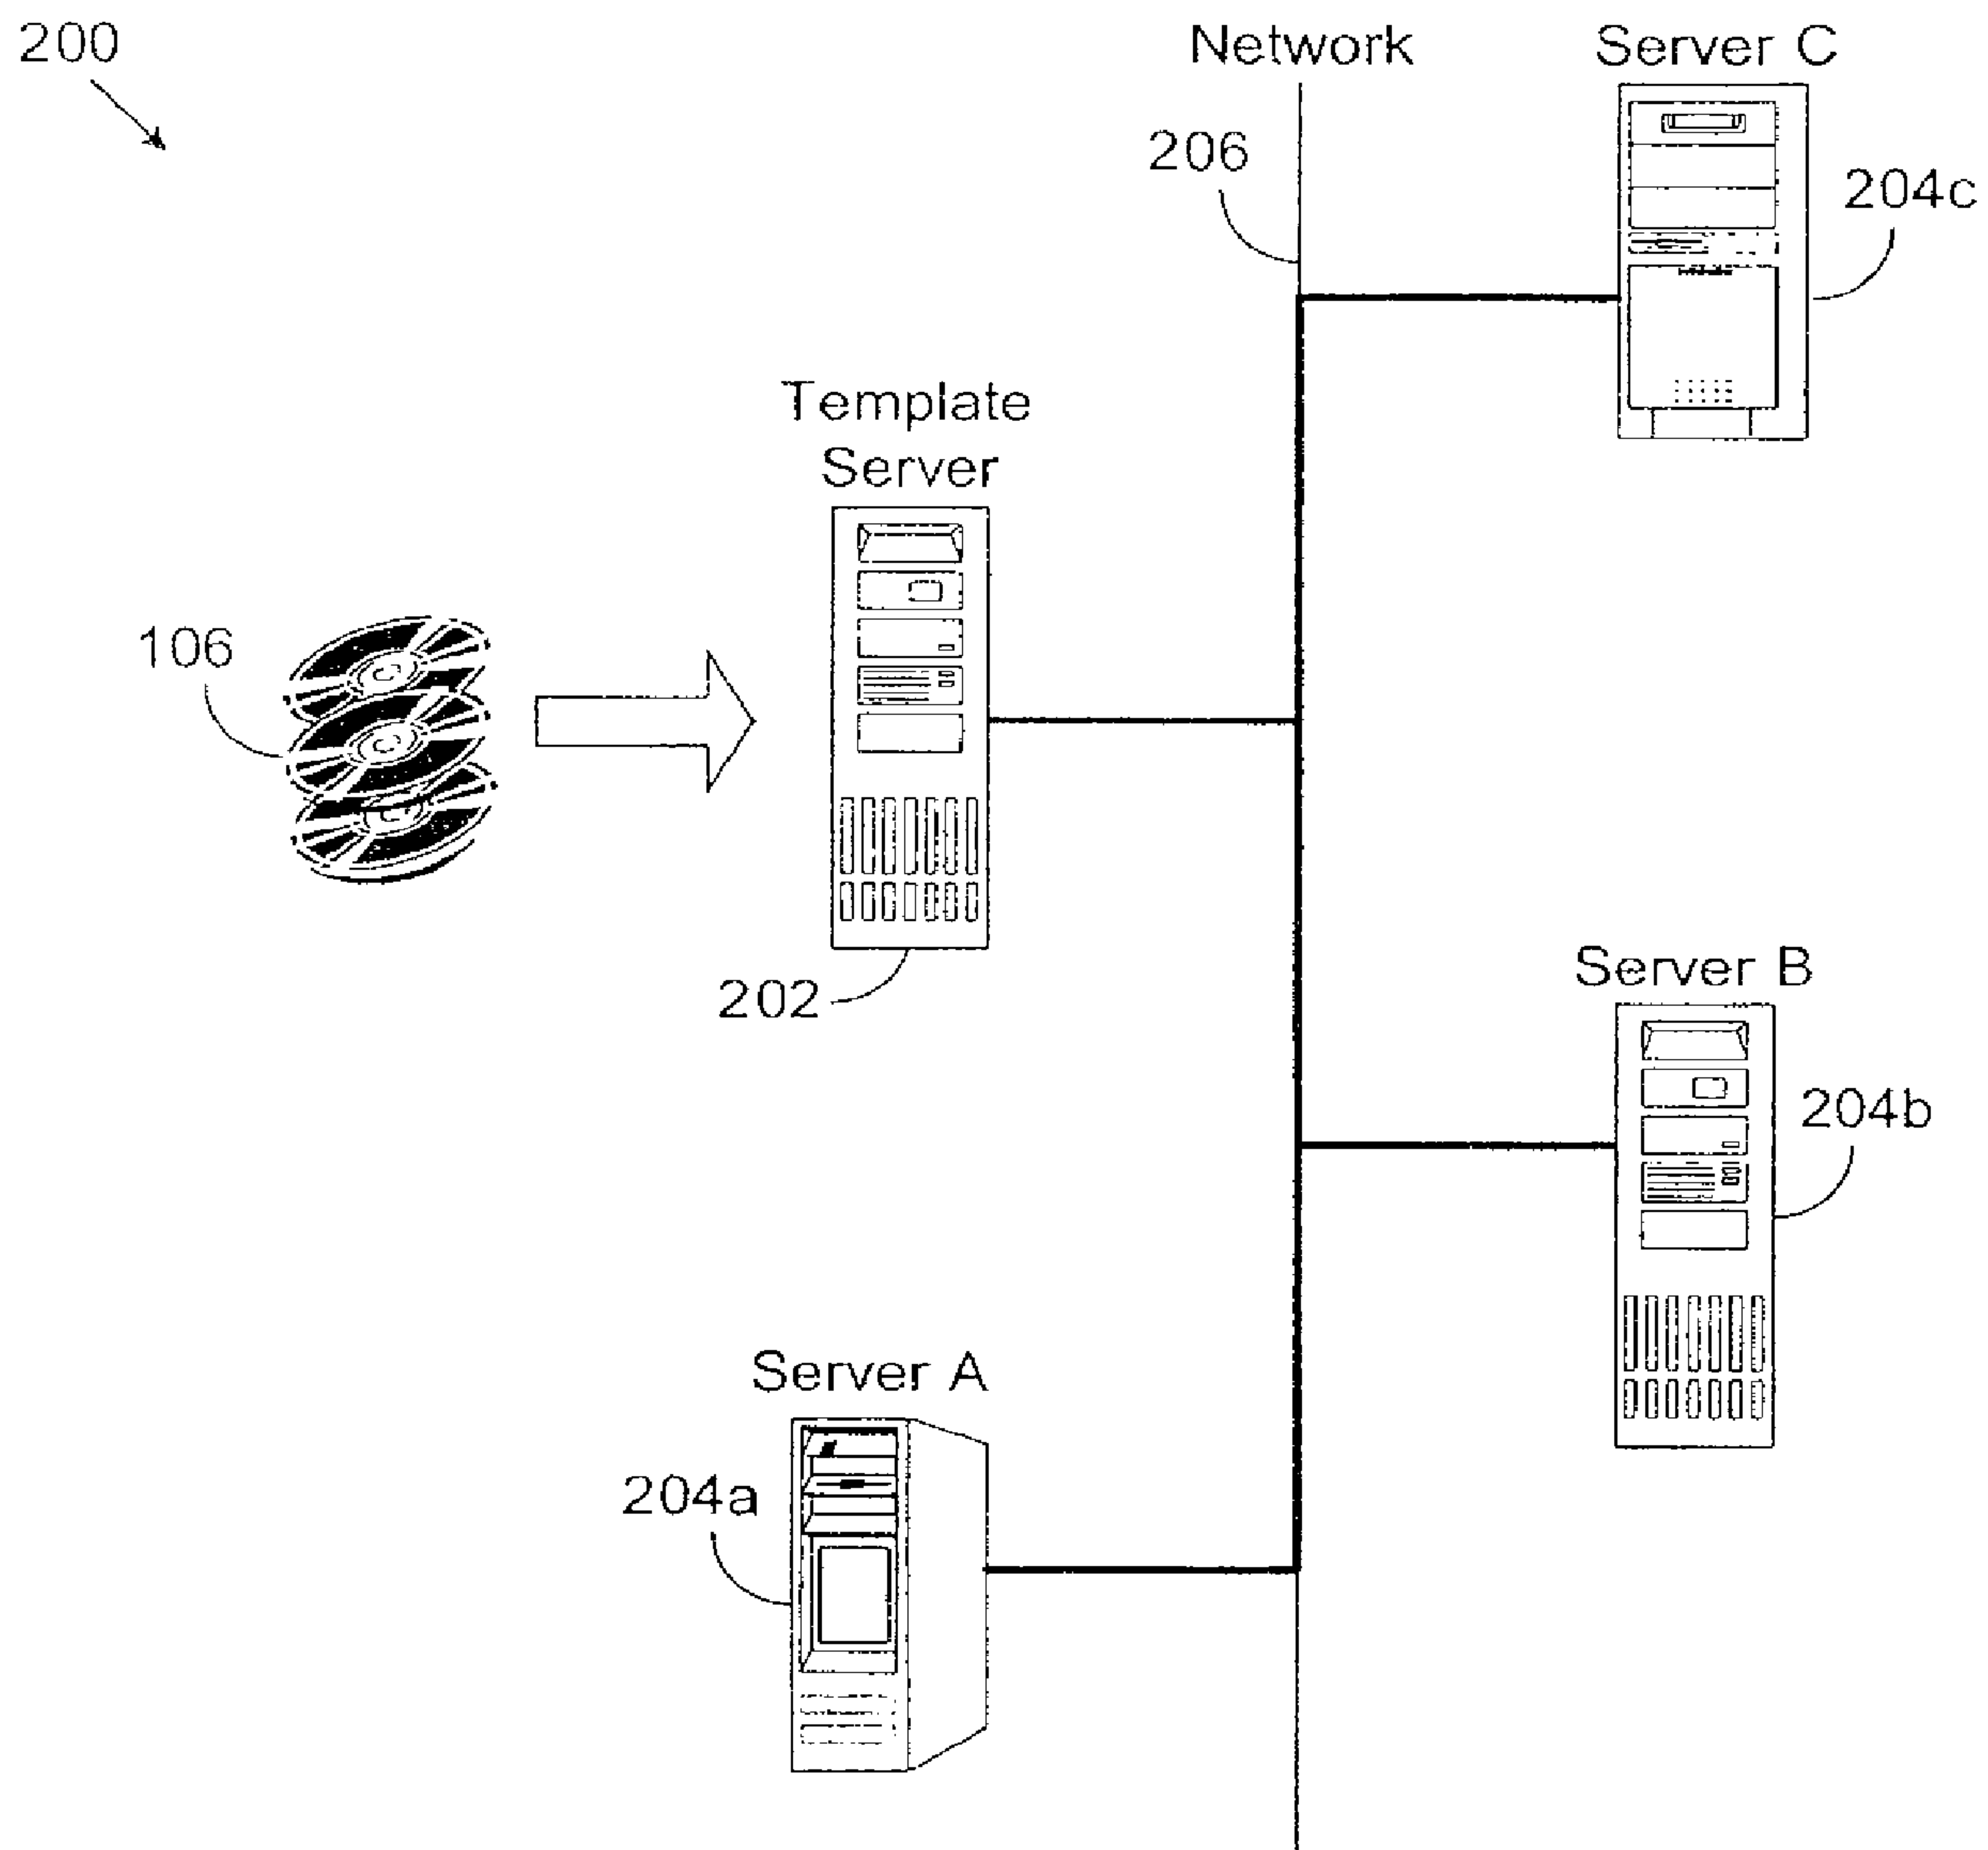 200
Network
Server C
206
204c
Template
Server
106
202
Server B
204b
Server A
204a